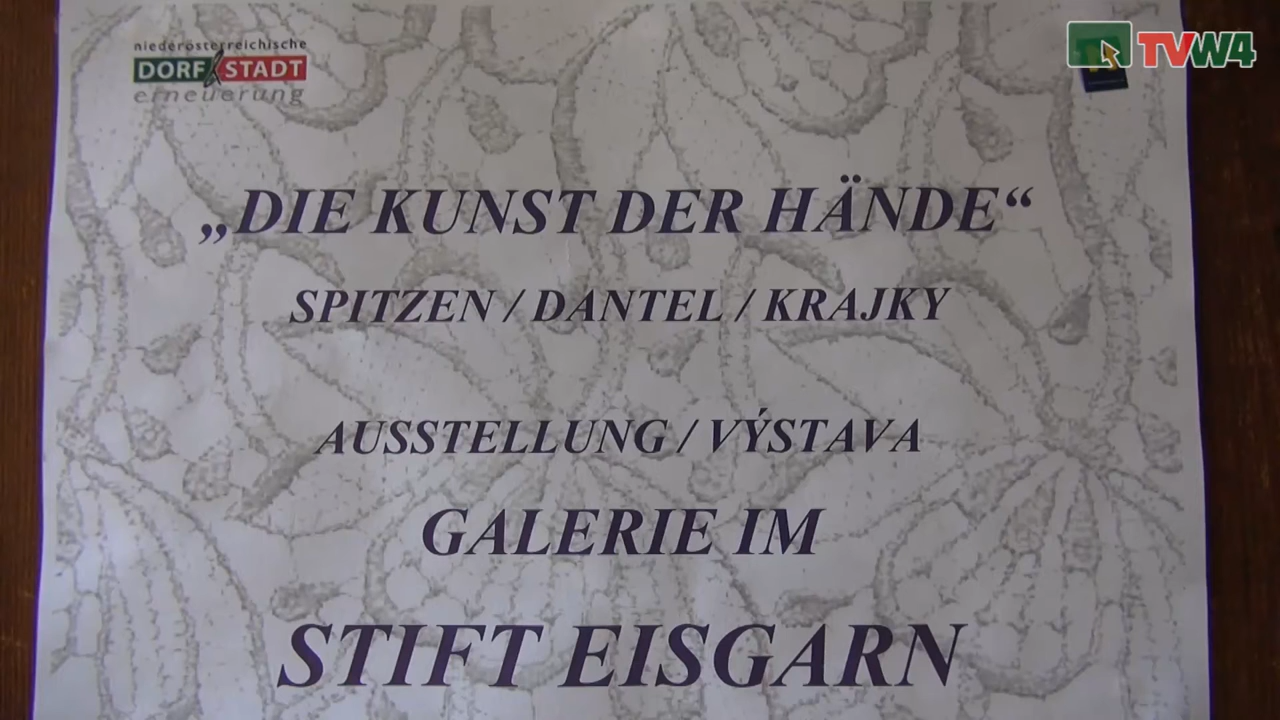 niederösterreichische
DORF & STADT
erneuerung
TVW4
„DIE KUNST DER HÄNDE“
SPITZEN / DANTEL / KRAJKY
AUSSTELLUNG / VÝSTAVA
GALERIE IM
STIFT EISGARN